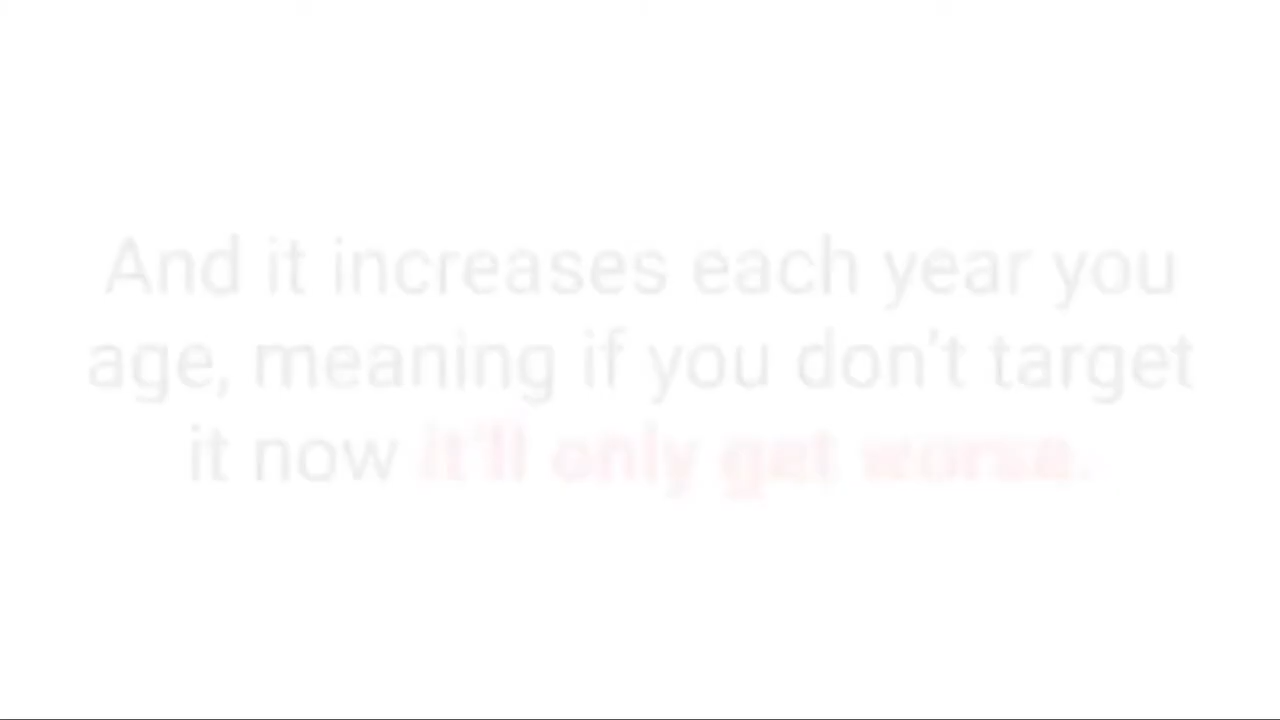 And it increases each year you
age, meaning if you don't target
it now it'll only get worse.